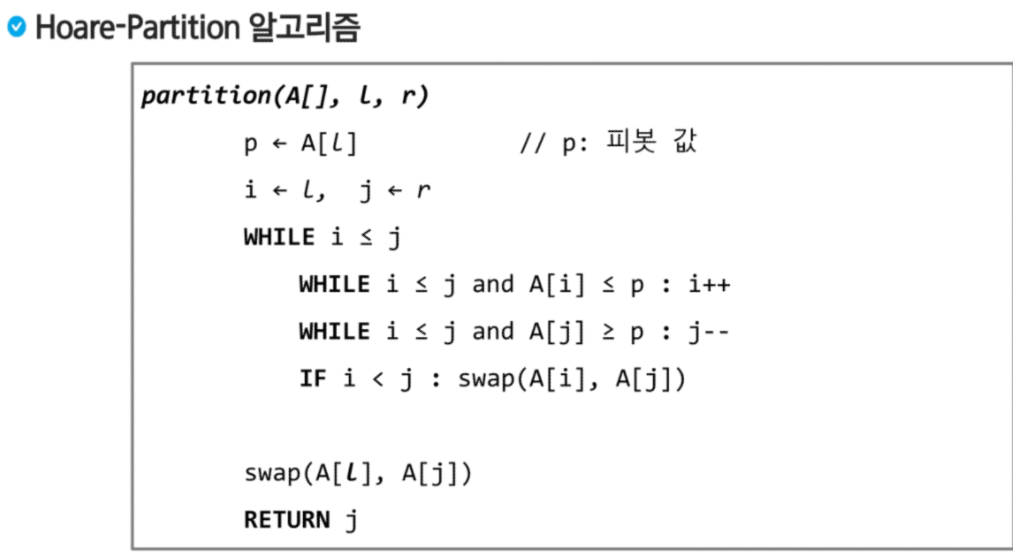 Hoare-Partition 알고리즘
partition(A[], l, r)
p ← A[l] // p: 피봇 값
i ← l, j ← r
WHILE i ≤ j
WHILE i ≤ j and A[i] ≤ p : i++
WHILE i ≤ j and A[j] ≥ p : j--
IF i < j : swap(A[i], A[j])
swap(A[l], A[j])
RETURN j